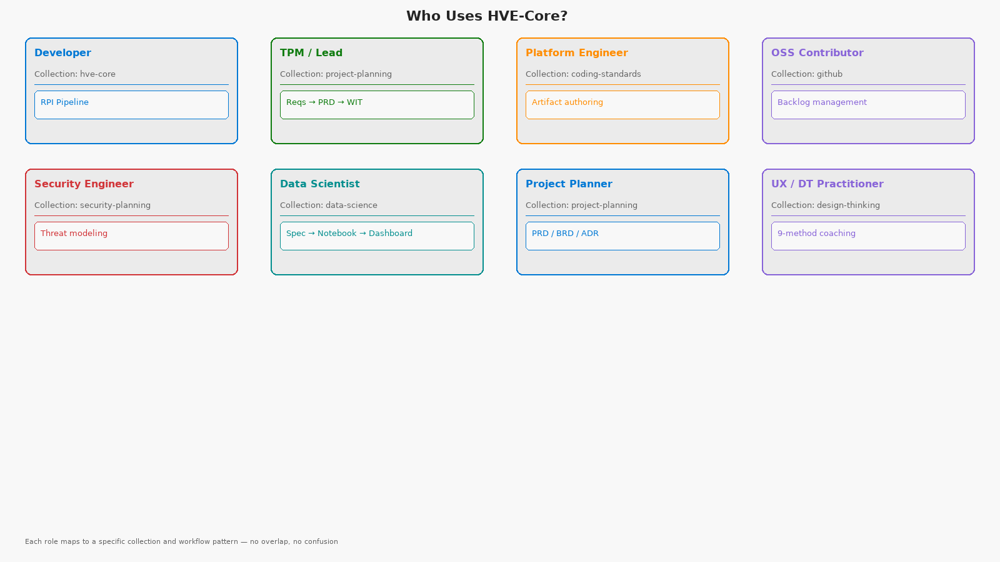 Who Uses HVE-Core?
Developer
Collection: hve-core
RPI Pipeline
TPM / Lead
Collection: project-planning
Reqs → PRD → WIT
Platform Engineer
Collection: coding-standards
Artifact authoring
OSS Contributor
Collection: github
Backlog management
Security Engineer
Collection: security-planning
Threat modeling
Data Scientist
Collection: data-science
Spec → Notebook → Dashboard
Project Planner
Collection: project-planning
PRD / BRD / ADR
UX / DT Practitioner
Collection: design-thinking
9-method coaching
Each role maps to a specific collection and workflow pattern — no overlap, no confusion